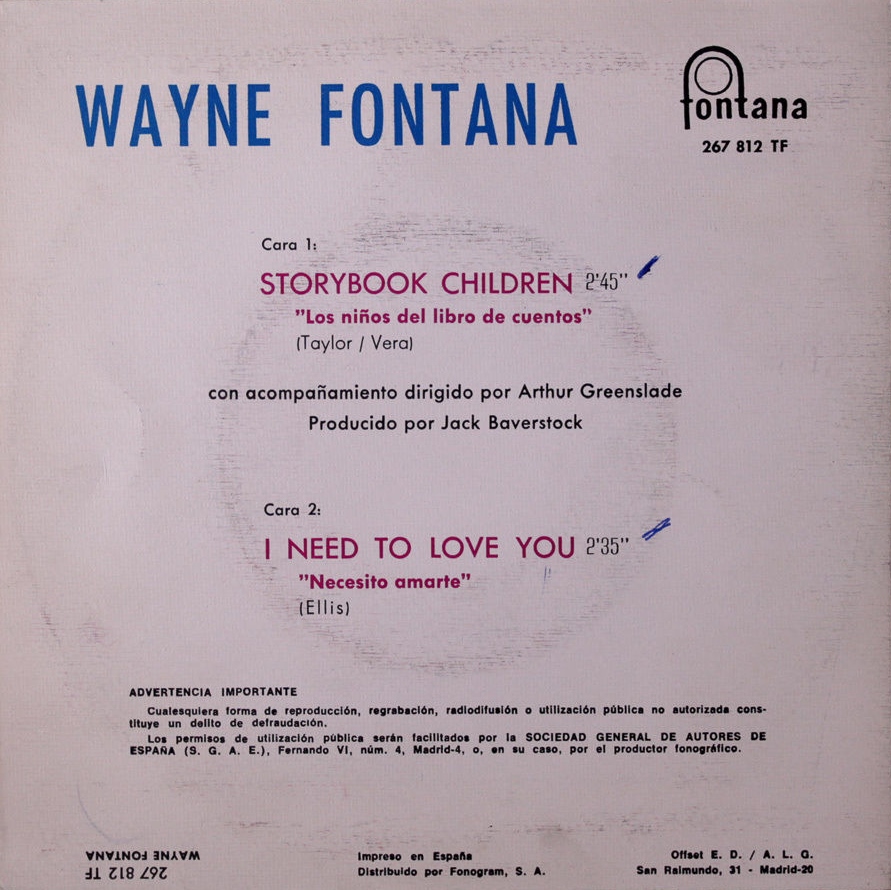 WAYNE FONTANA
fontana
267 812 TF
Cara 1:
STORYBOOK CHILDREN 2'45"
"Los niños del libro de cuentos"
(Taylor / Vera)
con acompañamiento dirigido por Arthur Greenslade
Producido por Jack Baverstock
Cara 2:
I NEED TO LOVE YOU 2'35"
"Necesito amarte"
(Ellis)
ADVERTENCIA IMPORTANTE
Cualesquiera forma de reproducción, regrabación, radiodifusión o utilización pública no autorizada cons-
tituye un delito de defraudación.
Los permisos de utilización pública serán facilitados por la SOCIEDAD GENERAL DE AUTORES DE
ESPAÑA (S. G. A. E.), Fernando VI, núm. 4, Madrid-4, o, en su caso, por el productor fonográfico.
WAYNE FONTANA
267 812 TF
Impreso en España
Distribuido por Fonogram, S. A.
Offset E. D. / A. L. G.
San Raimundo, 31 - Madrid-20